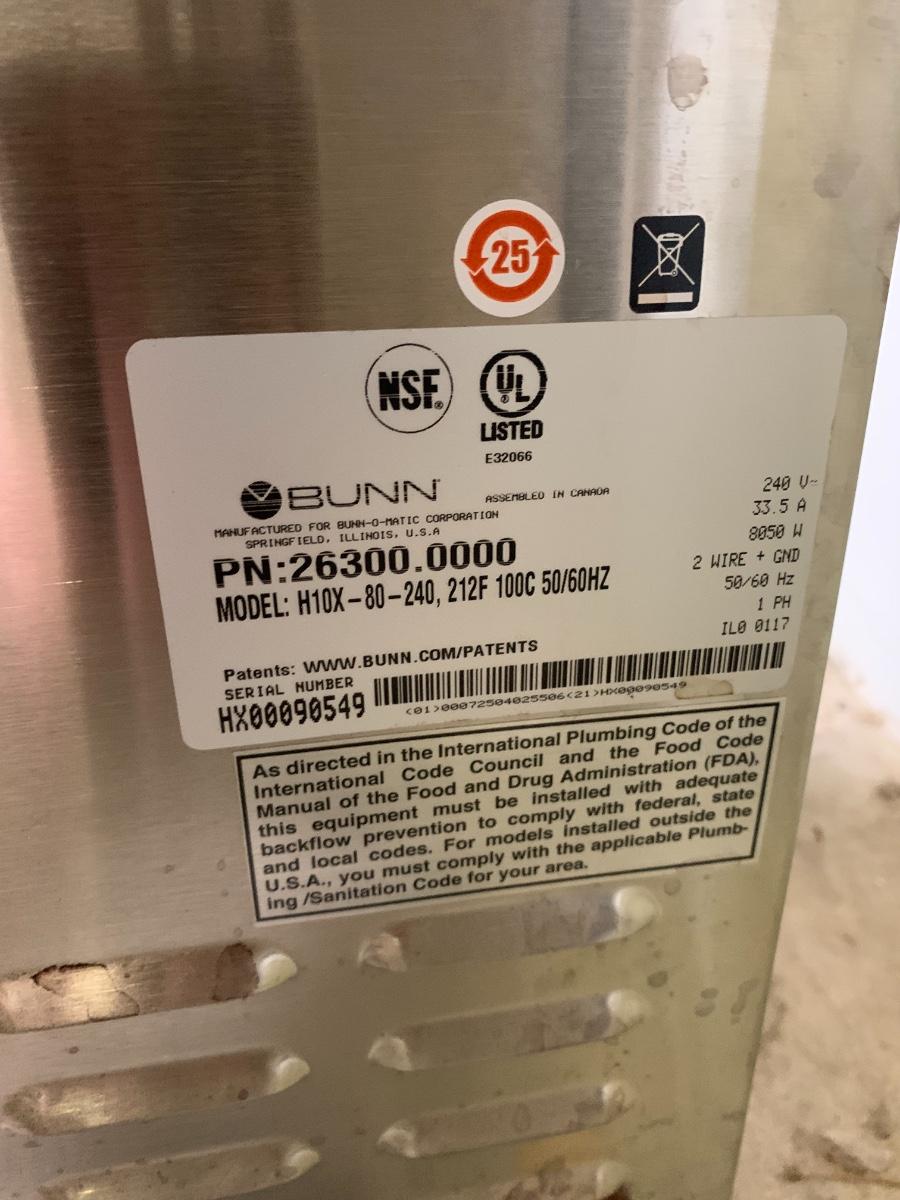 25
NSF®
UL
®
LISTED
E32066
BUNN®
ASSEMBLED IN CANADA
MANUFACTURED FOR BUNN-O-MATIC CORPORATION
SPRINGFIELD, ILLINOIS, U.S.A
PN:26300.0000
MODEL: H10X-80-240, 212F 100C 50/60HZ
240 V~
33.5 A
8050 W
2 WIRE + GND
50/60 Hz
1 PH
IL0 0117
Patents: WWW.BUNN.COM/PATENTS
SERIAL NUMBER
HX00090549
<01>00072504025506<21>HX00090549
As directed in the International Plumbing Code of the
International Code Council and the Food Code
Manual of the Food and Drug Administration (FDA),
this equipment must be installed with adequate
backflow prevention to comply with federal, state
and local codes. For models installed outside the
U.S.A., you must comply with the applicable Plumb-
ing /Sanitation Code for your area.